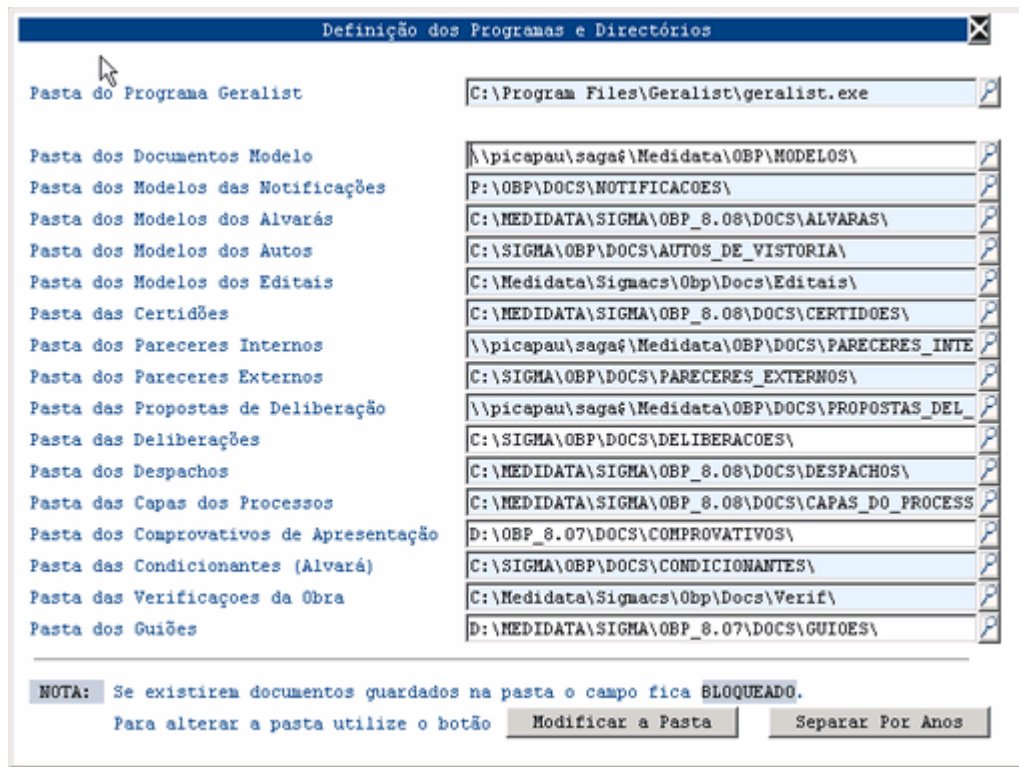 Definição dos Programas e Directórios
Pasta do Programa Geralist C:\Program Files\Geralist\geralist.exe
Pasta dos Documentos Modelo \\picapau\saga$\Medidata\OBP\MODELOS\
Pasta dos Modelos das Notificações P:\OBP\DOCS\NOTIFICACOES\
Pasta dos Modelos dos Alvarás C:\MEDIDATA\SIGMA\OBP_8.08\DOCS\ALVARAS\
Pasta dos Modelos dos Autos C:\SIGMA\OBP\DOCS\AUTOS_DE_VISTORIA\
Pasta dos Modelos dos Editais C:\Medidata\Sigmacs\Obp\Docs\Editais\
Pasta das Certidões C:\MEDIDATA\SIGMA\OBP_8.08\DOCS\CERTIDOES\
Pasta dos Pareceres Internos \\picapau\saga$\Medidata\OBP\DOCS\PARECERES_INTE
Pasta dos Pareceres Externos C:\SIGMA\OBP\DOCS\PARECERES_EXTERNOS\
Pasta das Propostas de Deliberação \\picapau\saga$\Medidata\OBP\DOCS\PROPOSTAS_DEL_
Pasta das Deliberações C:\SIGMA\OBP\DOCS\DELIBERACOES\
Pasta dos Despachos C:\MEDIDATA\SIGMA\OBP_8.08\DOCS\DESPACHOS\
Pasta das Capas dos Processos C:\MEDIDATA\SIGMA\OBP_8.08\DOCS\CAPAS_DO_PROCESS
Pasta dos Comprovativos de Apresentação D:\OBP_8.07\DOCS\COMPROVATIVOS\
Pasta das Condicionantes (Alvará) C:\SIGMA\OBP\DOCS\CONDICIONANTES\
Pasta das Verificaçoes da Obra C:\Medidata\Sigmacs\Obp\Docs\Verif\
Pasta dos Guiões D:\MEDIDATA\SIGMA\OBP_8.07\DOCS\GUIOES\
NOTA: Se existirem documentos guardados na pasta o campo fica BLOQUEADO.
Para alterar a pasta utilize o botão Modificar a Pasta Separar Por Anos